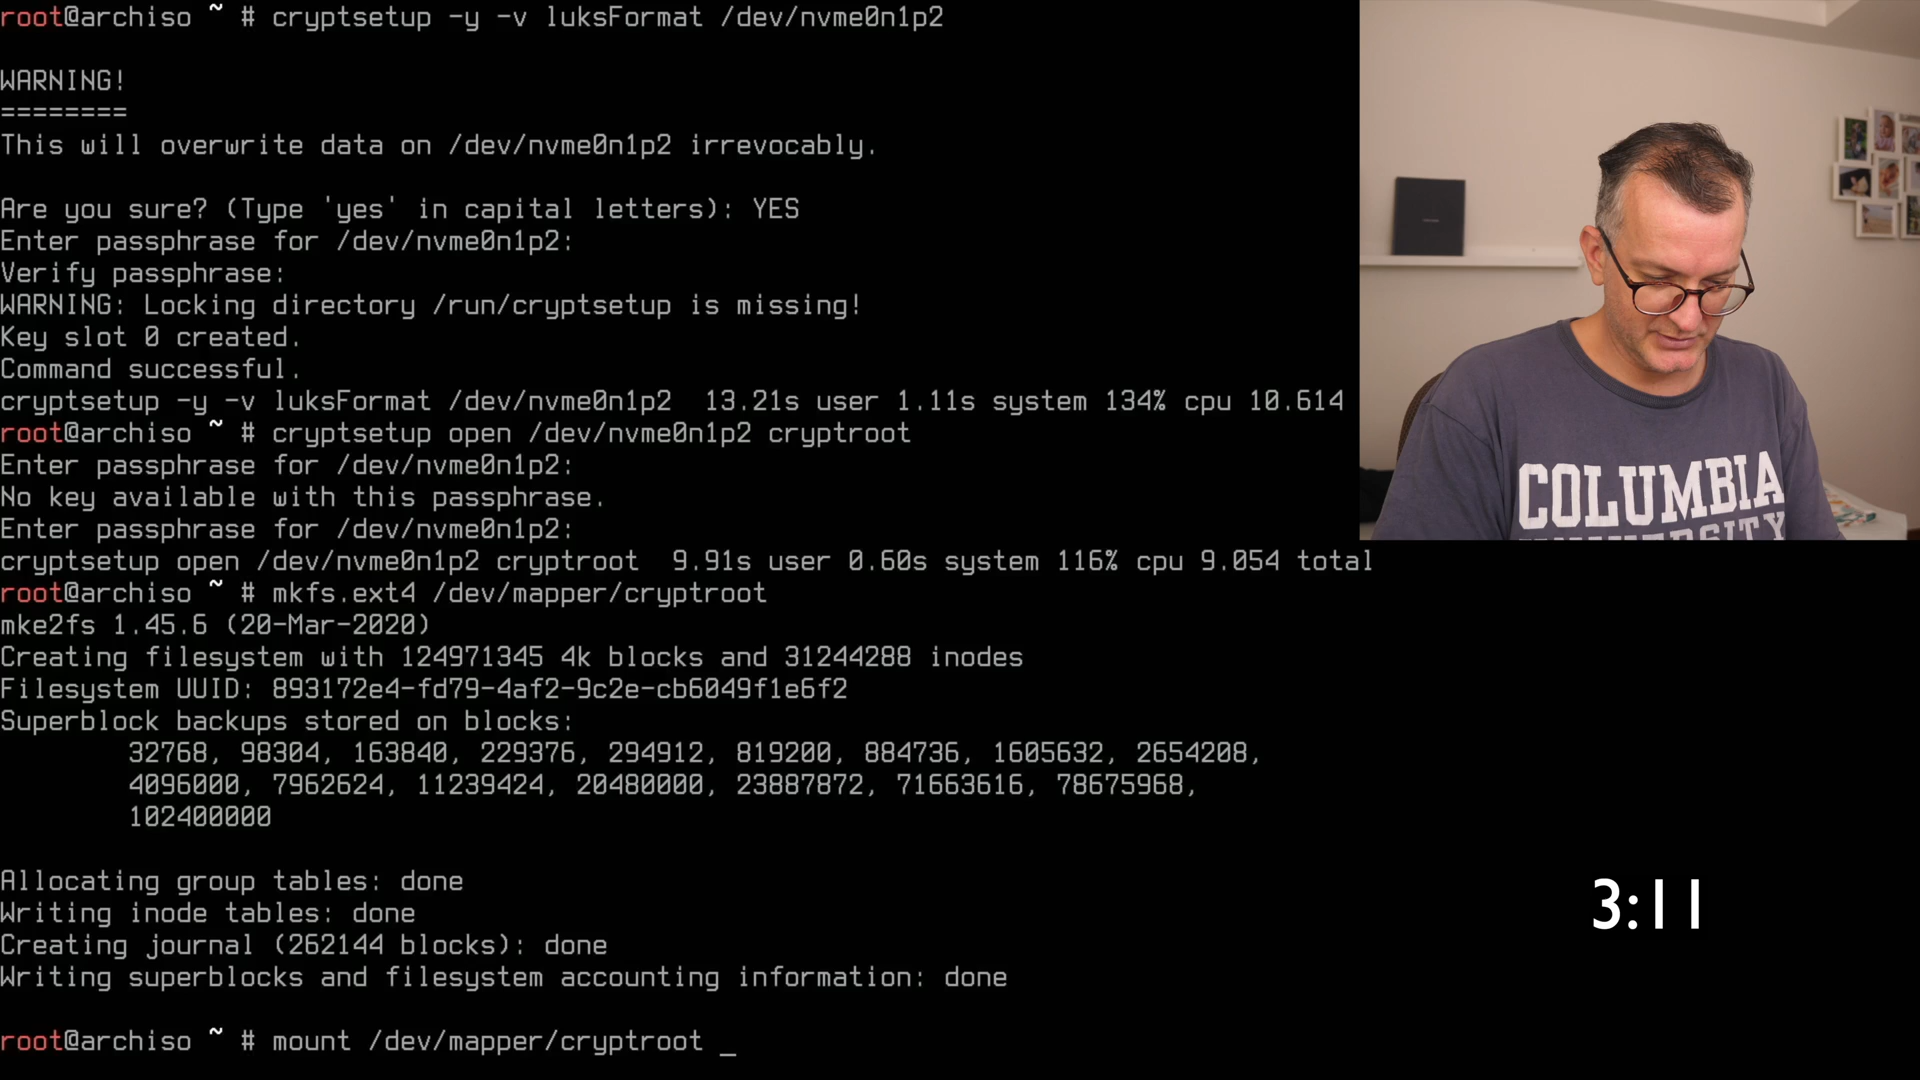 root@archiso ~ # cryptsetup -y -v luksFormat /dev/nvme0n1p2
WARNING!
========
This will overwrite data on /dev/nvme0n1p2 irrevocably.
Are you sure? (Type 'yes' in capital letters): YES
Enter passphrase for /dev/nvme0n1p2:
Verify passphrase:
WARNING: Locking directory /run/cryptsetup is missing!
Key slot 0 created.
Command successful.
cryptsetup -y -v luksFormat /dev/nvme0n1p2  13.21s user 1.11s system 134% cpu 10.614
root@archiso ~ # cryptsetup open /dev/nvme0n1p2 cryptroot
Enter passphrase for /dev/nvme0n1p2:
No key available with this passphrase.
Enter passphrase for /dev/nvme0n1p2:
cryptsetup open /dev/nvme0n1p2 cryptroot  9.91s user 0.60s system 116% cpu 9.054 total
root@archiso ~ # mkfs.ext4 /dev/mapper/cryptroot
mke2fs 1.45.6 (20-Mar-2020)
Creating filesystem with 124971345 4k blocks and 31244288 inodes
Filesystem UUID: 893172e4-fd79-4af2-9c2e-cb6049f1e6f2
Superblock backups stored on blocks:
32768, 98304, 163840, 229376, 294912, 819200, 884736, 1605632, 2654208,
4096000, 7962624, 11239424, 20480000, 23887872, 71663616, 78675968,
102400000
Allocating group tables: done
Writing inode tables: done
Creating journal (262144 blocks): done
Writing superblocks and filesystem accounting information: done
root@archiso ~ # mount /dev/mapper/cryptroot _
COLUMBIA
UNIVERSITY
3:11